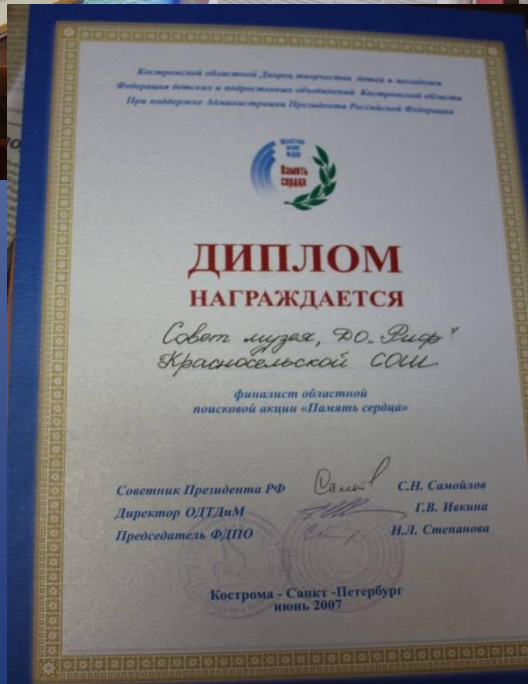 Костромской областной Дворец творчества детей и молодежи
Федерация детских и подростковых объединений Костромской области
При поддержке Администрации Президента Российской Федерации
Память
сердца
ДИПЛОМ
НАГРАЖДАЕТСЯ
Совет музея, ДО „Риф"
Красносельской СОШ
финалист областной
поисковой акции «Память сердца»
Советник Президента РФ С.Н. Самойлов
Директор ОДТДиМ Г.В. Ивкина
Председатель ФДПО Н.Л. Степанова
Кострома - Санкт -Петербург
июнь 2007